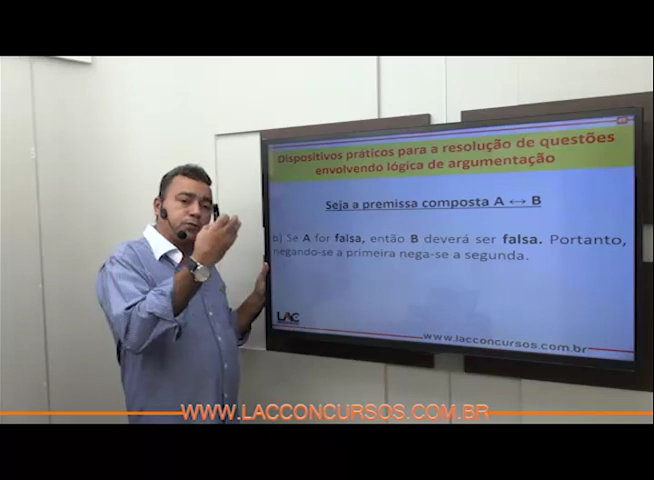 Dispositivos práticos para a resolução de questões
envolvendo lógica de argumentação
Seja a premissa composta A ↔ B
b) Se A for falsa, então B deverá ser falsa. Portanto,
negando-se a primeira nega-se a segunda.
LAC
www.lacconcursos.com.br
WWW.LACCONCURSOS.COM.BR